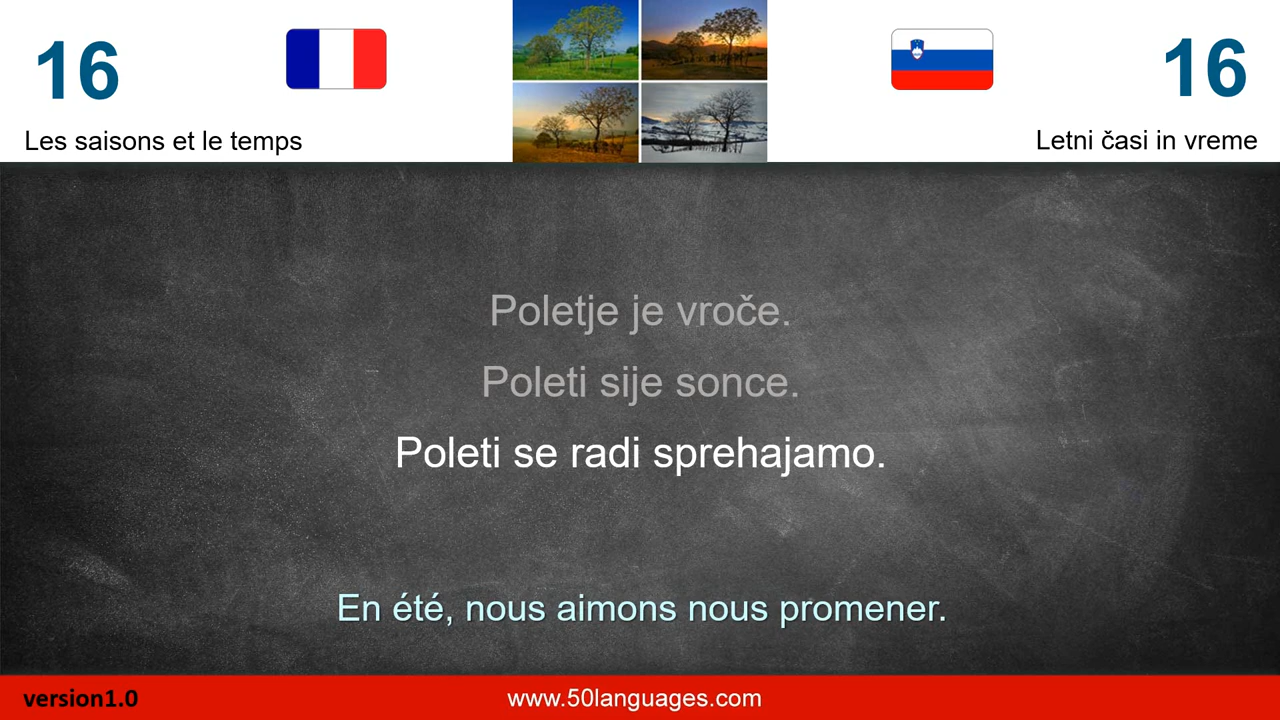 16
16
Les saisons et le temps
Letni časi in vreme
Poletje je vroče.
Poleti sije sonce.
Poleti se radi sprehajamo.
En été, nous aimons nous promener.
version1.0
www.50languages.com